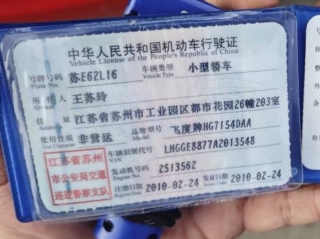 中华人民共和国机动车行驶证
Vehicle License of the People's Republic of China
号牌号码 苏E62L16 车辆类型 小型轿车
Plate No. Vehicle Type
所有人 王苏玲
Owner
住址 江苏省苏州市工业园区都市花园26幢203室
Address
使用性质 非营运 品牌型号 飞度牌HG7154DAA
Use Character Model
江苏省苏州市公安局交通巡逻警察支队
车辆识别代号 LHGGE8877A2013548
VIN
发动机号码 2513562
Engine No.
注册日期 2010-02-24 发证日期 2010-02-24
Register Date Issue Date